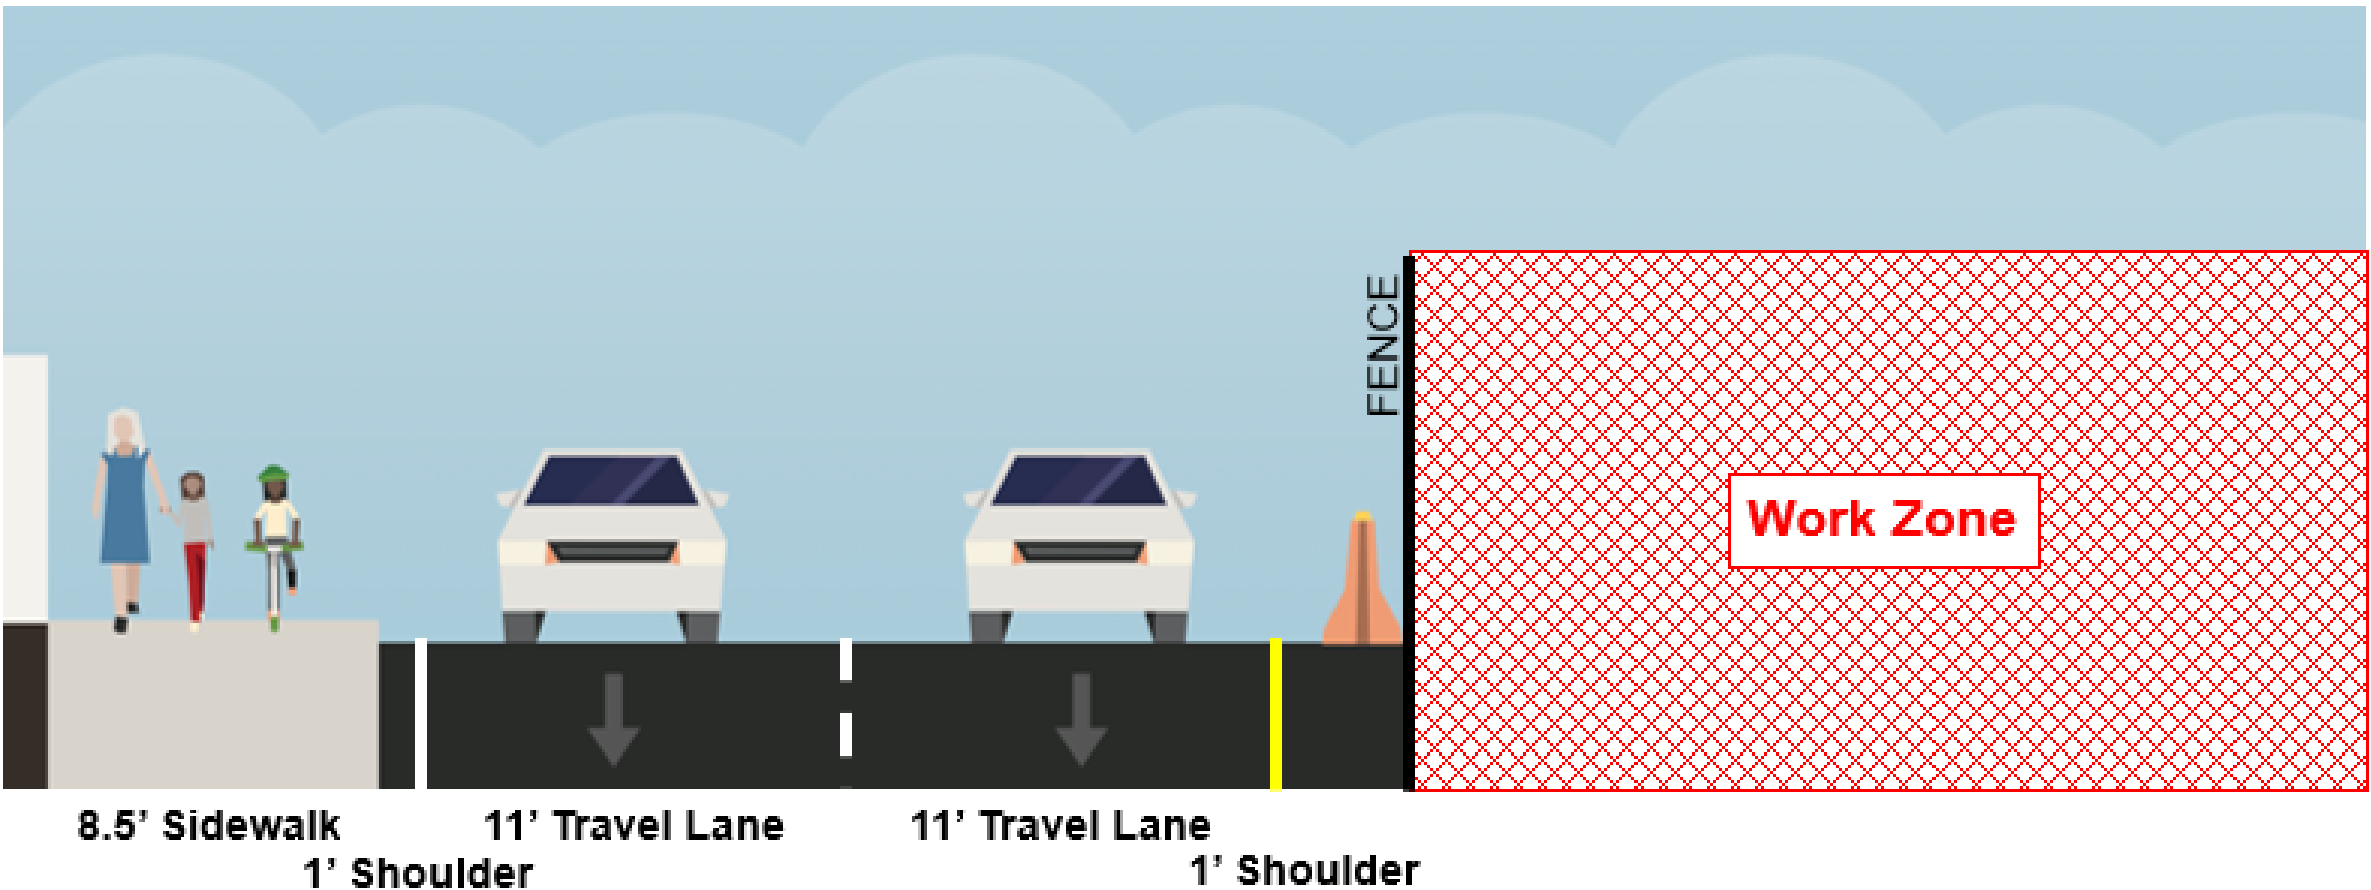 FENCE
Work Zone
8.5’ Sidewalk
11’ Travel Lane
11’ Travel Lane
1’ Shoulder
1’ Shoulder